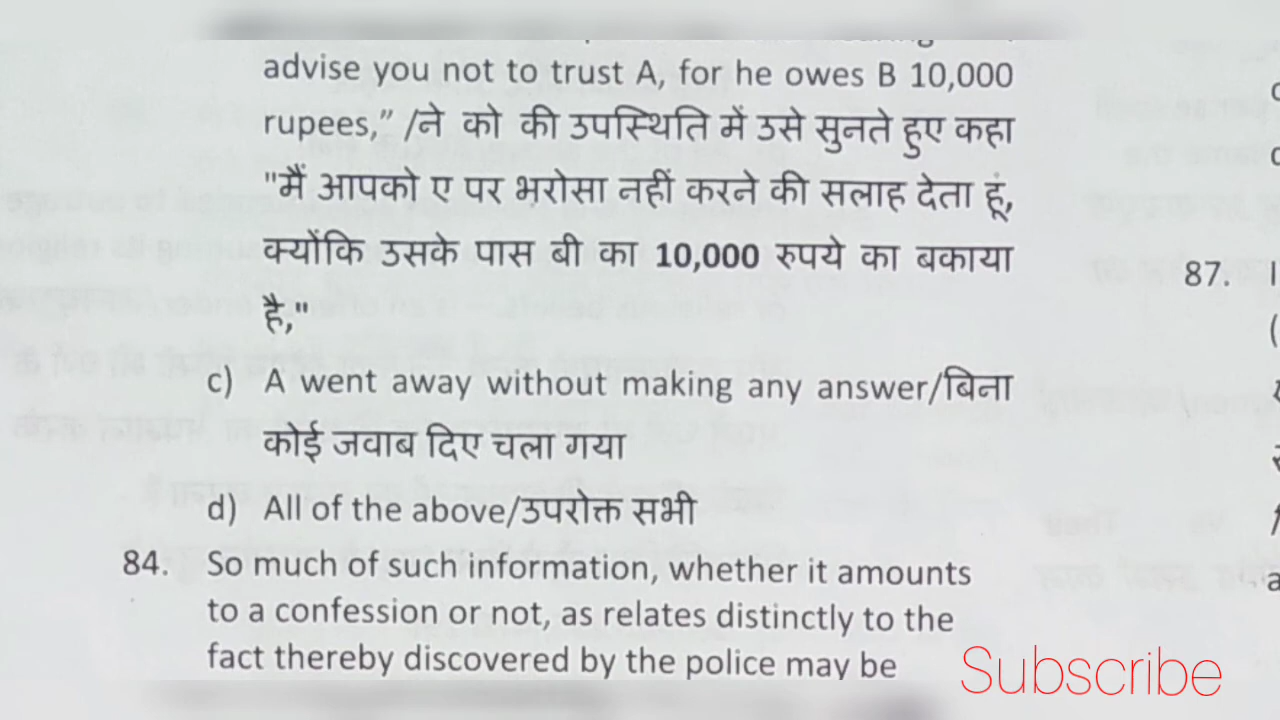 advise you not to trust A, for he owes B 10,000
rupees,” /ने को की उपस्थिति में उसे सुनते हुए कहा
"मैं आपको ए पर भरोसा नहीं करने की सलाह देता हूं,
क्योंकि उसके पास बी का 10,000 रुपये का बकाया
है,"
c) A went away without making any answer/बिना
कोई जवाब दिए चला गया
d) All of the above/उपरोक्त सभी
84. So much of such information, whether it amounts
to a confession or not, as relates distinctly to the
fact thereby discovered by the police may be
87.
Subscribe